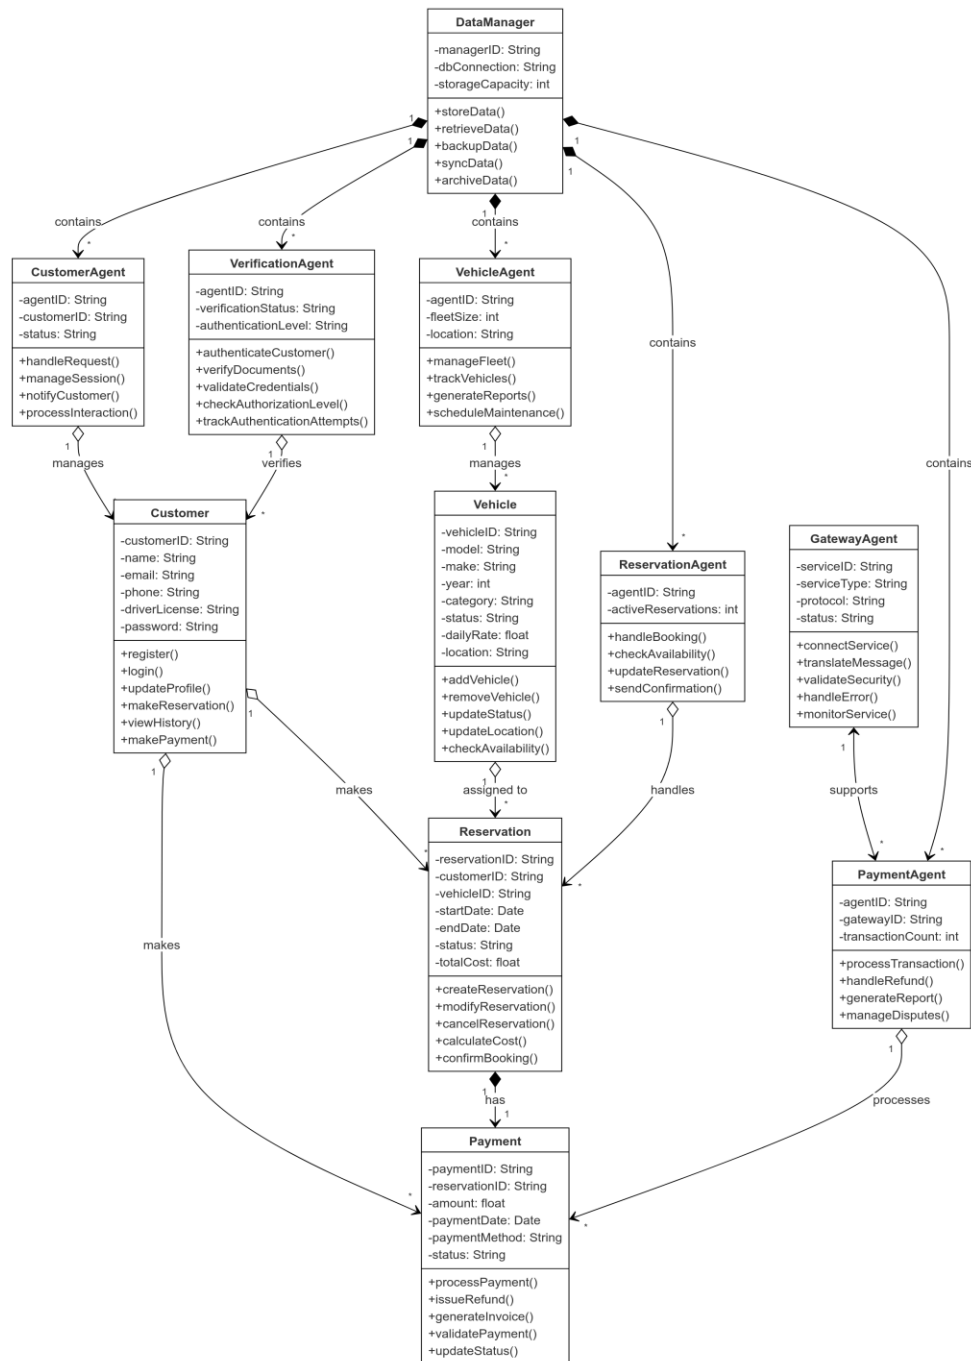 DataManager
-managerID: String
-dbConnection: String
-storageCapacity: int
+storeData()
+retrieveData()
+backupData()
+syncData()
+archiveData()
1
1
1
1
1
contains
contains
contains
contains
*
*
*
CustomerAgent
-agentID: String
-customerID: String
-status: String
+handleRequest()
+manageSession()
+notifyCustomer()
+processInteraction()
VerificationAgent
-agentID: String
-verificationStatus: String
-authenticationLevel: String
+authenticateCustomer()
+verifyDocuments()
+validateCredentials()
+checkAuthorizationLevel()
+trackAuthenticationAttempts()
VehicleAgent
-agentID: String
-fleetSize: int
-location: String
+manageFleet()
+trackVehicles()
+generateReports()
+scheduleMaintenance()
1
manages
1
verifies
*
*
1
manages
*
contains
*
Customer
-customerID: String
-name: String
-email: String
-phone: String
-driverLicense: String
-password: String
+register()
+login()
+updateProfile()
+makeReservation()
+viewHistory()
+makePayment()
Vehicle
-vehicleID: String
-model: String
-make: String
-year: int
-category: String
-status: String
-dailyRate: float
-location: String
+addVehicle()
+removeVehicle()
+updateStatus()
+updateLocation()
+checkAvailability()
ReservationAgent
-agentID: String
-activeReservations: int
+handleBooking()
+checkAvailability()
+updateReservation()
+sendConfirmation()
GatewayAgent
-serviceID: String
-serviceType: String
-protocol: String
-status: String
+connectService()
+translateMessage()
+validateSecurity()
+handleError()
+monitorService()
1
1
1
1
1
makes
assigned to
handles
supports
*
*
*
*
*
Reservation
-reservationID: String
-customerID: String
-vehicleID: String
-startDate: Date
-endDate: Date
-status: String
-totalCost: float
+createReservation()
+modifyReservation()
+cancelReservation()
+calculateCost()
+confirmBooking()
PaymentAgent
-agentID: String
-gatewayID: String
-transactionCount: int
+processTransaction()
+handleRefund()
+generateReport()
+manageDisputes()
makes
1
has
1
1
processes
*
*
Payment
-paymentID: String
-reservationID: String
-amount: float
-paymentDate: Date
-paymentMethod: String
-status: String
+processPayment()
+issueRefund()
+generateInvoice()
+validatePayment()
+updateStatus()